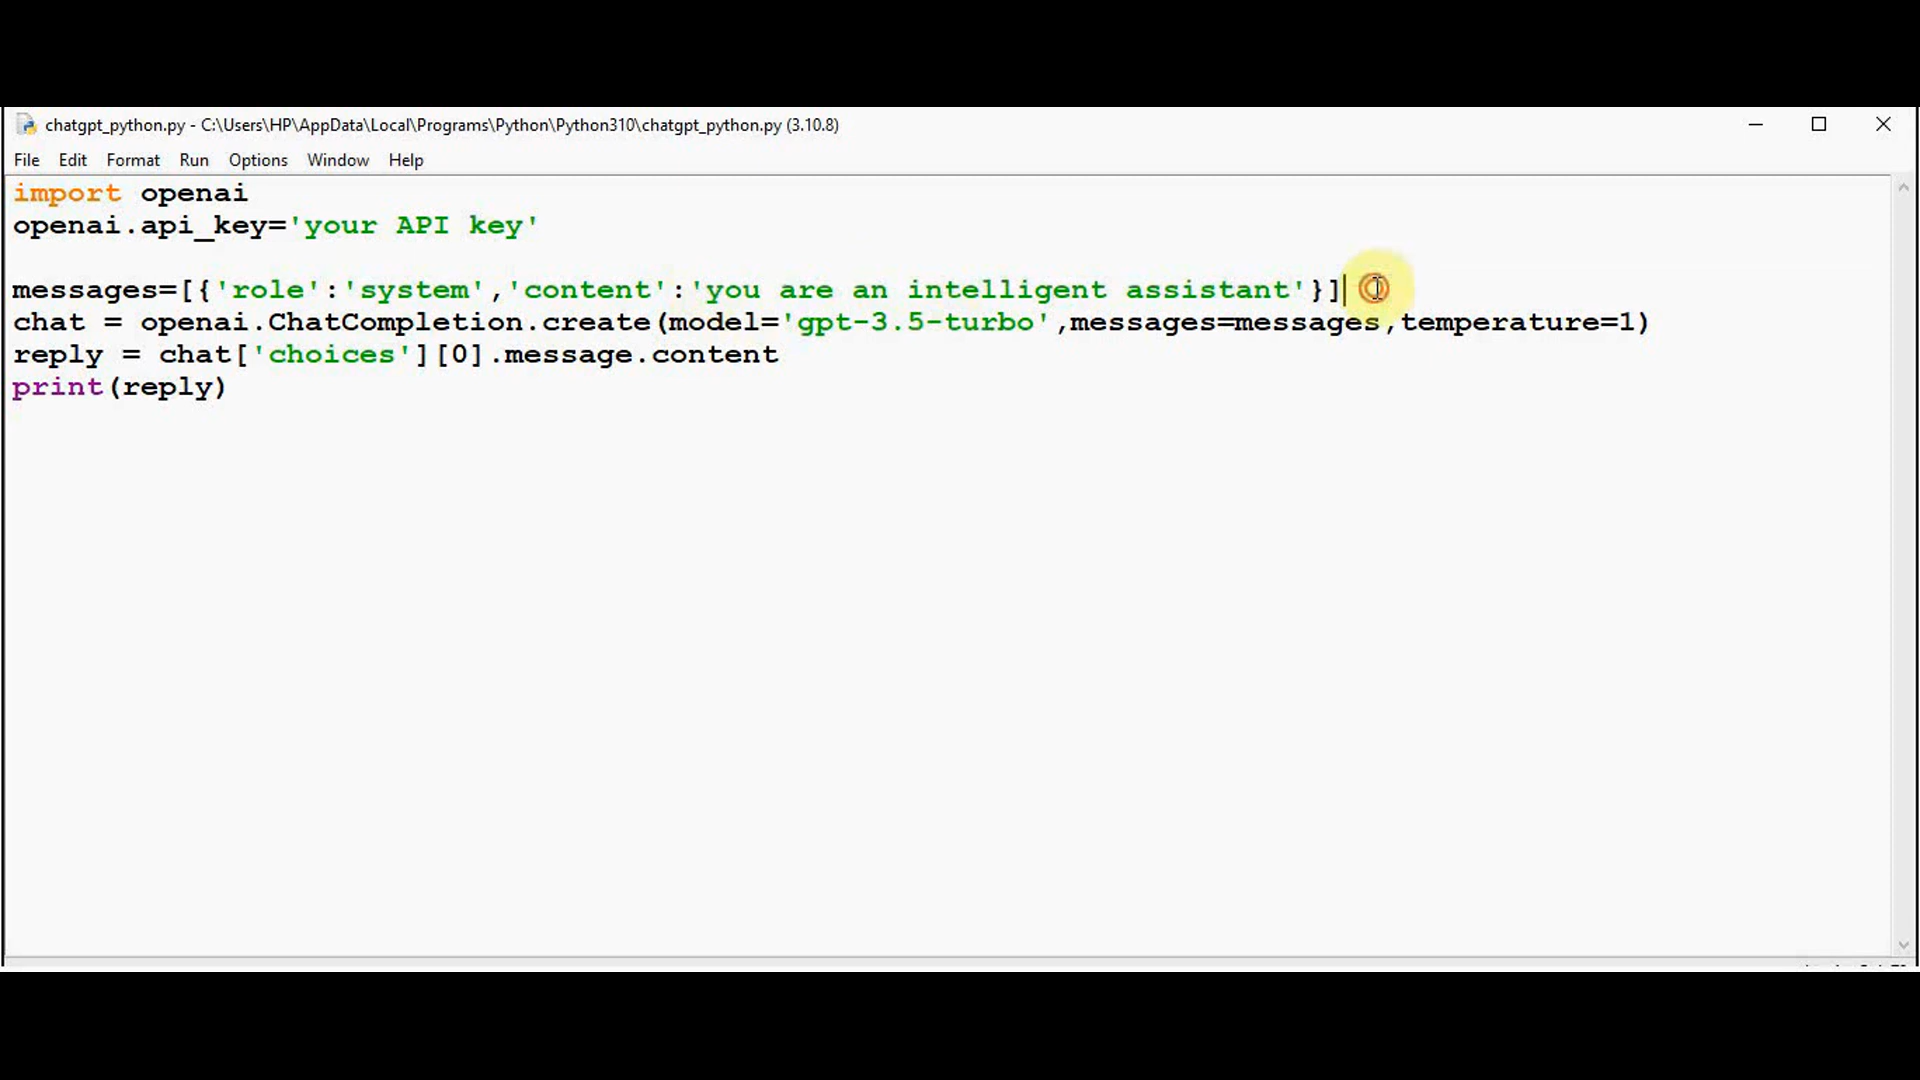 chatgpt_python.py - C:\Users\HP\AppData\Local\Programs\Python\Python310\chatgpt_python.py (3.10.8)
File Edit Format Run Options Window Help
import openai
openai.api_key='your API key'
messages=[{'role':'system','content':'you are an intelligent assistant'}]
chat = openai.ChatCompletion.create(model='gpt-3.5-turbo',messages=messages,temperature=1)
reply = chat['choices'][0].message.content
print(reply)